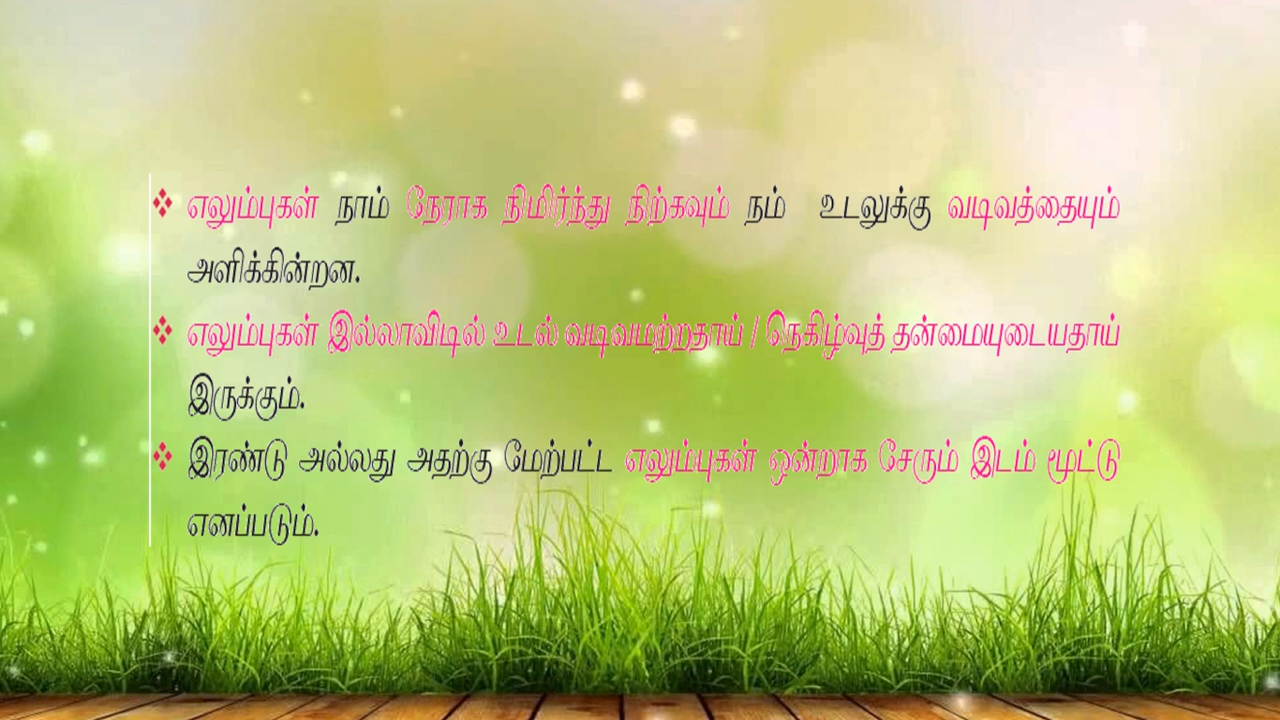 ❖ எலும்புகள் நாம் நேராக நிமிர்ந்து நிற்கவும் நம் உடலுக்கு வடிவத்தையும்
அளிக்கின்றன.
❖ எலும்புகள் இல்லாவிடில் உடல் வடிவமற்றதாய் / நெகிழ்வுத் தன்மையுடையதாய்
இருக்கும்.
❖ இரண்டு அல்லது அதற்கு மேற்பட்ட எலும்புகள் ஒன்றாக சேரும் இடம் மூட்டு
எனப்படும்.